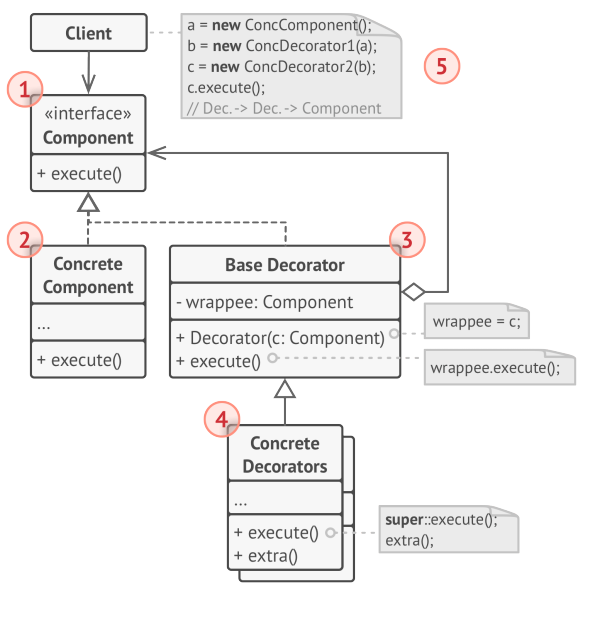 Client
a = new ConcComponent();
b = new ConcDecorator1(a);
c = new ConcDecorator2(b);
c.execute();
// Dec. -> Dec. -> Component
5
1
«interface»
Component
+ execute()
2
Concrete
Component
...
+ execute()
3
Base Decorator
- wrappee: Component
+ Decorator(c: Component)
+ execute()
wrappee = c;
wrappee.execute();
4
Concrete
Decorators
...
+ execute()
+ extra()
super::execute();
extra();